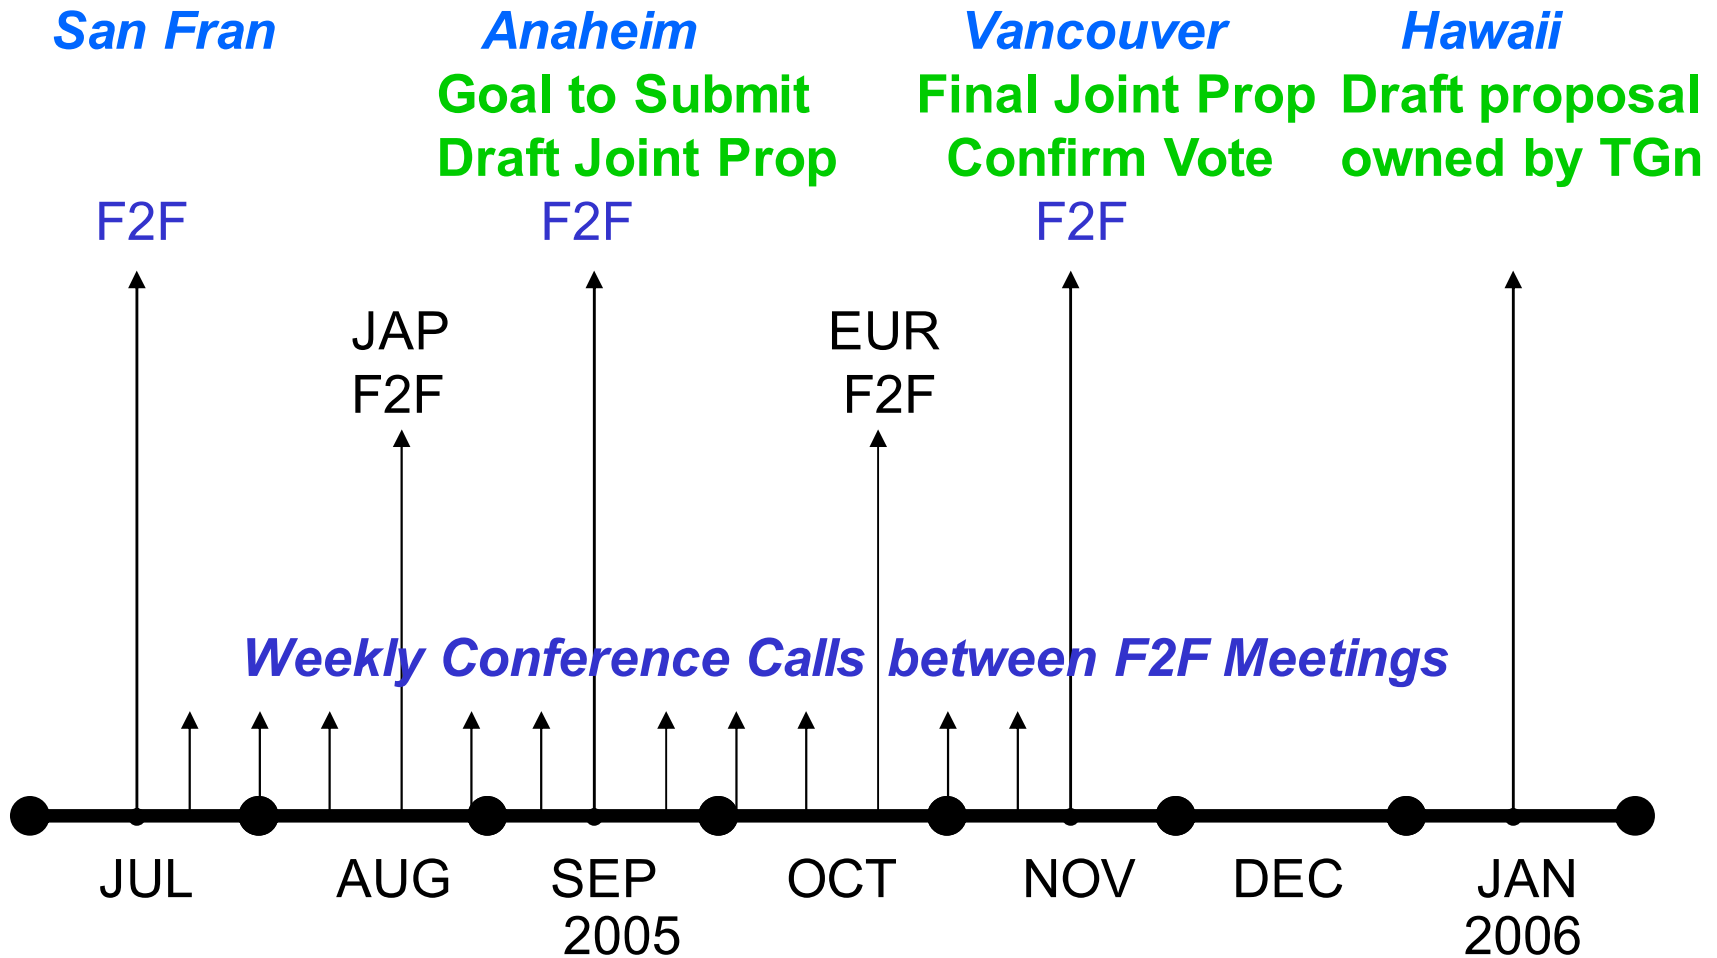 San Fran Anaheim Vancouver Hawaii
Goal to Submit Final Joint Prop Draft proposal
Draft Joint Prop Confirm Vote owned by TGn
F2F F2F F2F
JAP EUR
F2F F2F
Weekly Conference Calls between F2F Meetings
JUL AUG SEP OCT NOV DEC JAN
2005 2006